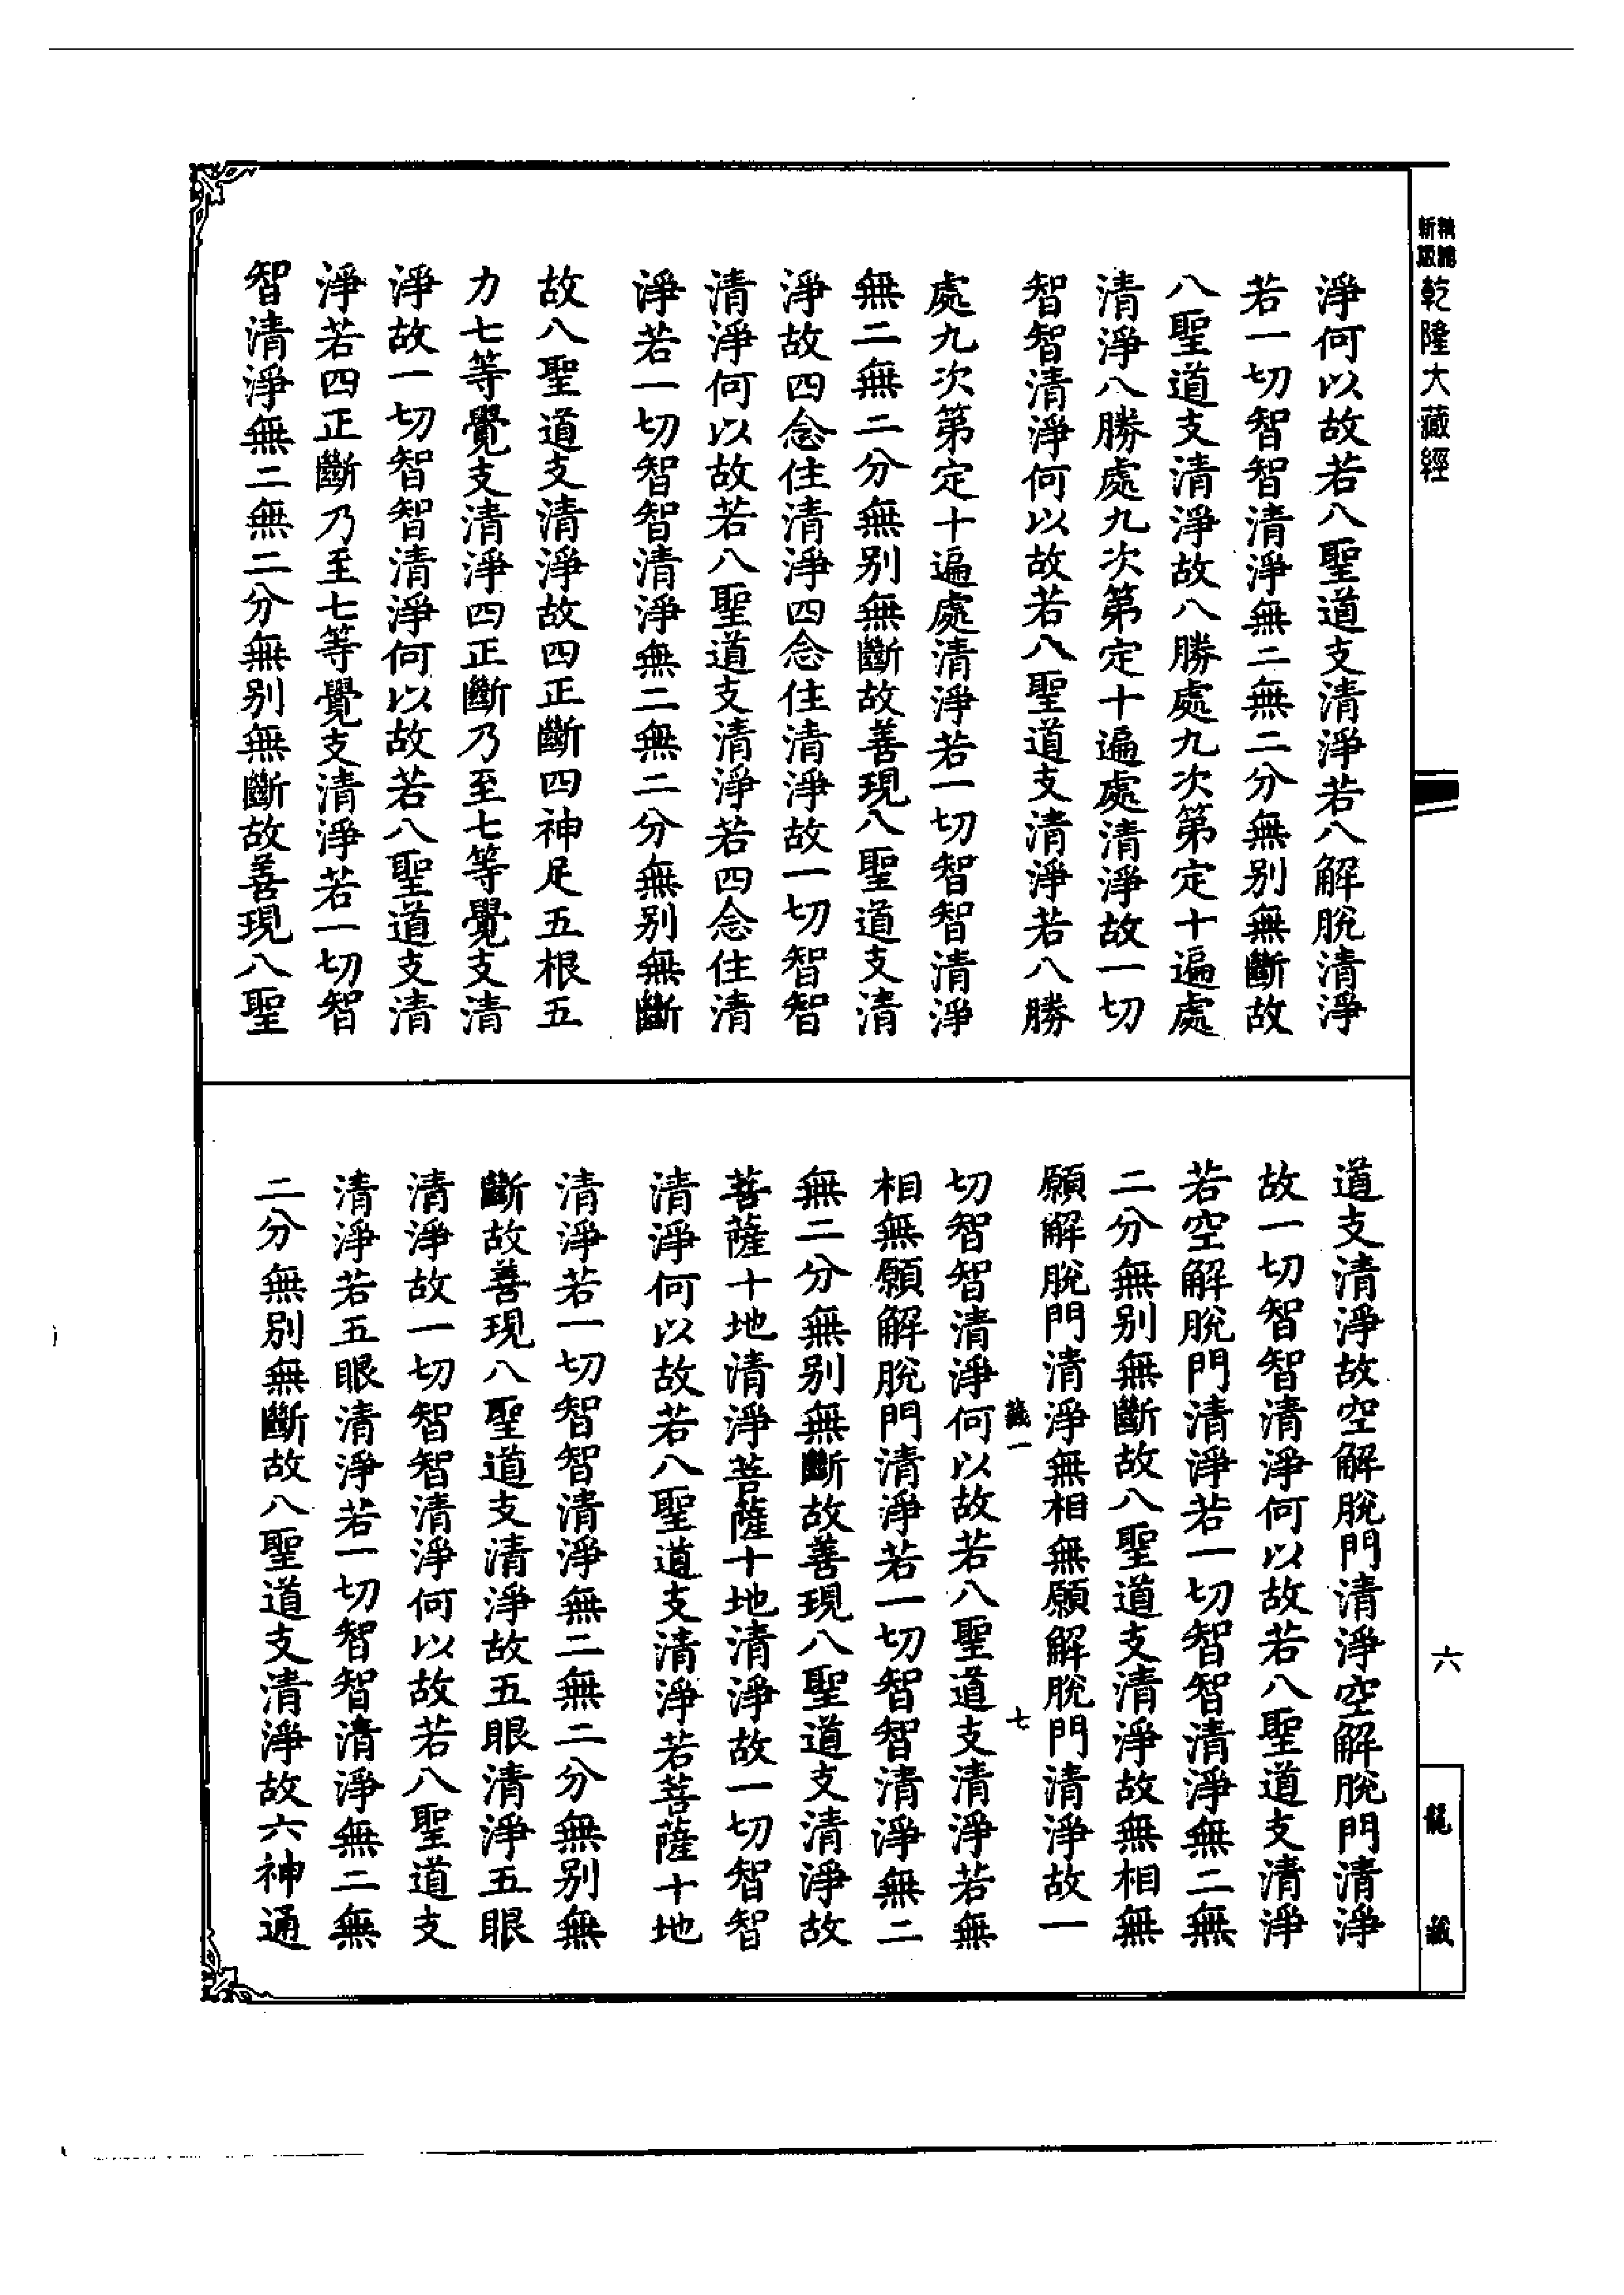 新版
精縮
乾隆大藏經
六
龍藏
淨何以故若八聖道支清淨若八解脫清淨
若一切智智清淨無二無二分無別無斷故
八聖道支清淨故八勝處九次第定十遍處
清淨八勝處九次第定十遍處清淨故一切
智智清淨何以故若八聖道支清淨若八勝
處九次第定十遍處清淨若一切智智清淨
無二無二分無別無斷故善現八聖道支清
淨故四念住清淨四念住清淨故一切智智
清淨何以故若八聖道支清淨若四念住清
淨若一切智智清淨無二無二分無別無斷
故八聖道支清淨故四正斷四神足五根五
力七等覺支清淨四正斷乃至七等覺支清
淨故一切智智清淨何以故若八聖道支清
淨若四正斷乃至七等覺支清淨若一切智
智清淨無二無二分無別無斷故善現八聖
道支清淨故空解脫門清淨空解脫門清淨
故一切智智清淨何以故若八聖道支清淨
若空解脫門清淨若一切智智清淨無二無
二分無別無斷故八聖道支清淨故無相無
願解脫門清淨無相無願解脫門清淨故一
藏一
七
切智智清淨何以故若八聖道支清淨若無
相無願解脫門清淨若一切智智清淨無二
無二分無別無斷故善現八聖道支清淨故
菩薩十地清淨菩薩十地清淨故一切智智
清淨何以故若八聖道支清淨若菩薩十地
清淨若一切智智清淨無二無二分無別無
斷故善現八聖道支清淨故五眼清淨五眼
清淨故一切智智清淨何以故若八聖道支
清淨若五眼清淨若一切智智清淨無二無
二分無別無斷故八聖道支清淨故六神通